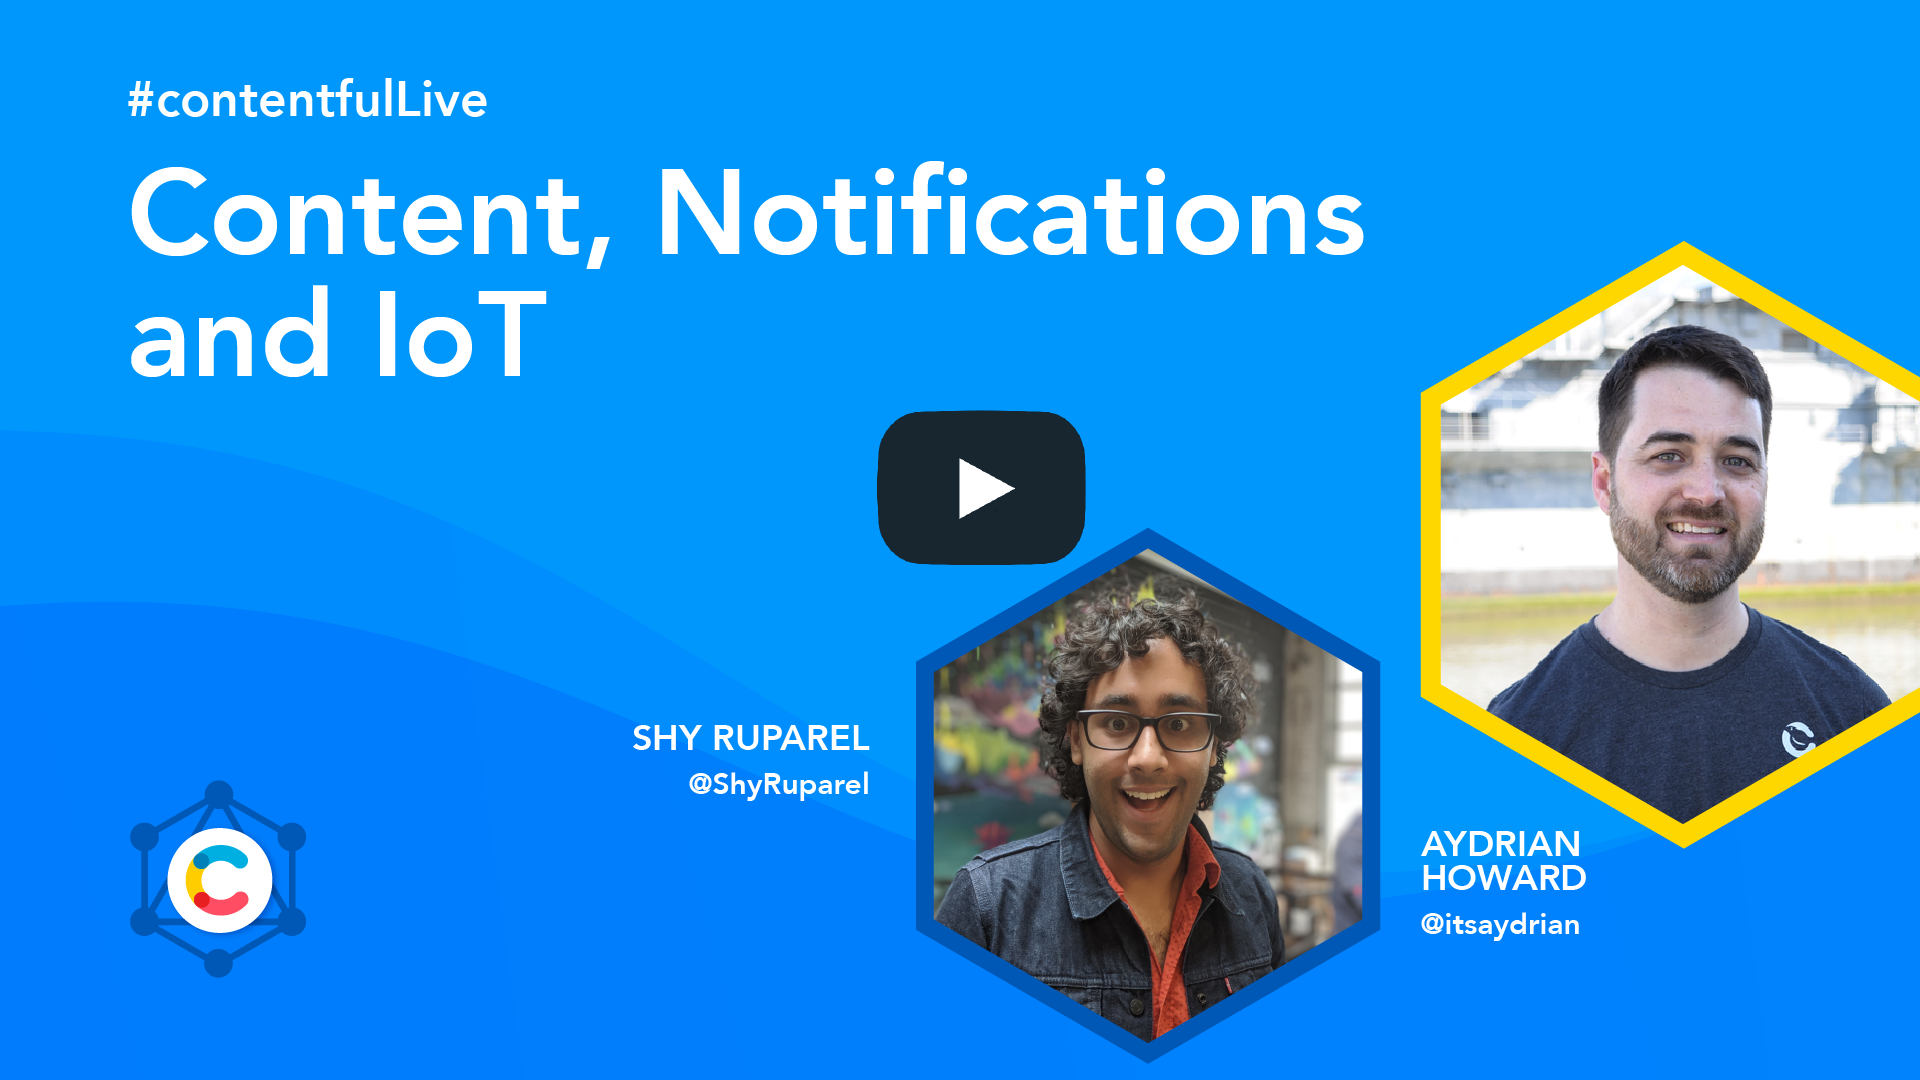 #contentfulLive
Content, Notifications
and IoT
SHY RUPAREL
@ShyRuparel
AYDRIAN
HOWARD
@itsaydrian